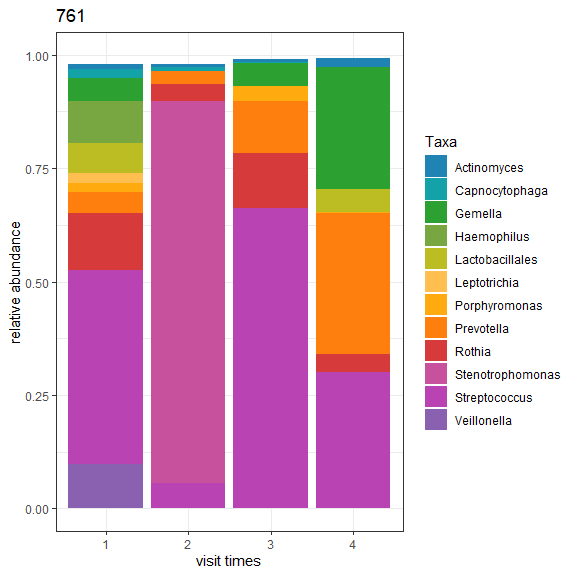 761
relative abundance
1.00
0.75
0.50
0.25
0.00
1 2 3 4
visit times
Taxa
Actinomyces
Capnocytophaga
Gemella
Haemophilus
Lactobacillales
Leptotrichia
Porphyromonas
Prevotella
Rothia
Stenotrophomonas
Streptococcus
Veillonella